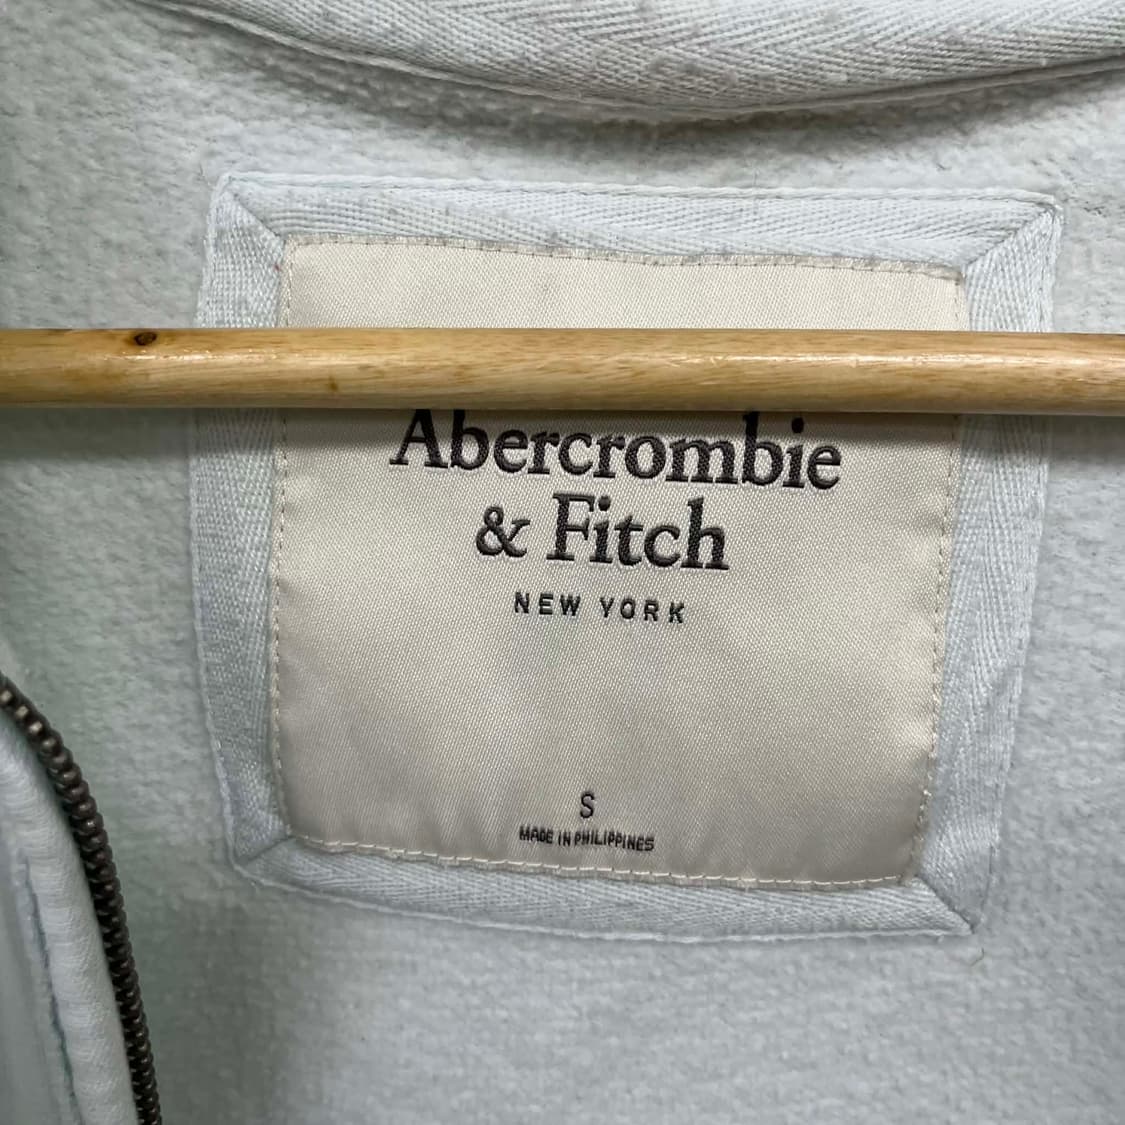 Abercrombie
& Fitch
NEW YORK
S
MADE IN PHILIPPINES